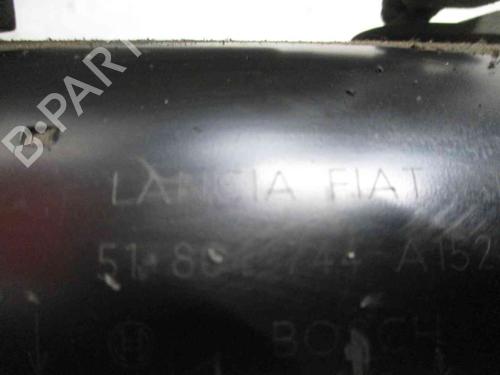 B-PART
LANCIA FIAT
A152
BOSCH